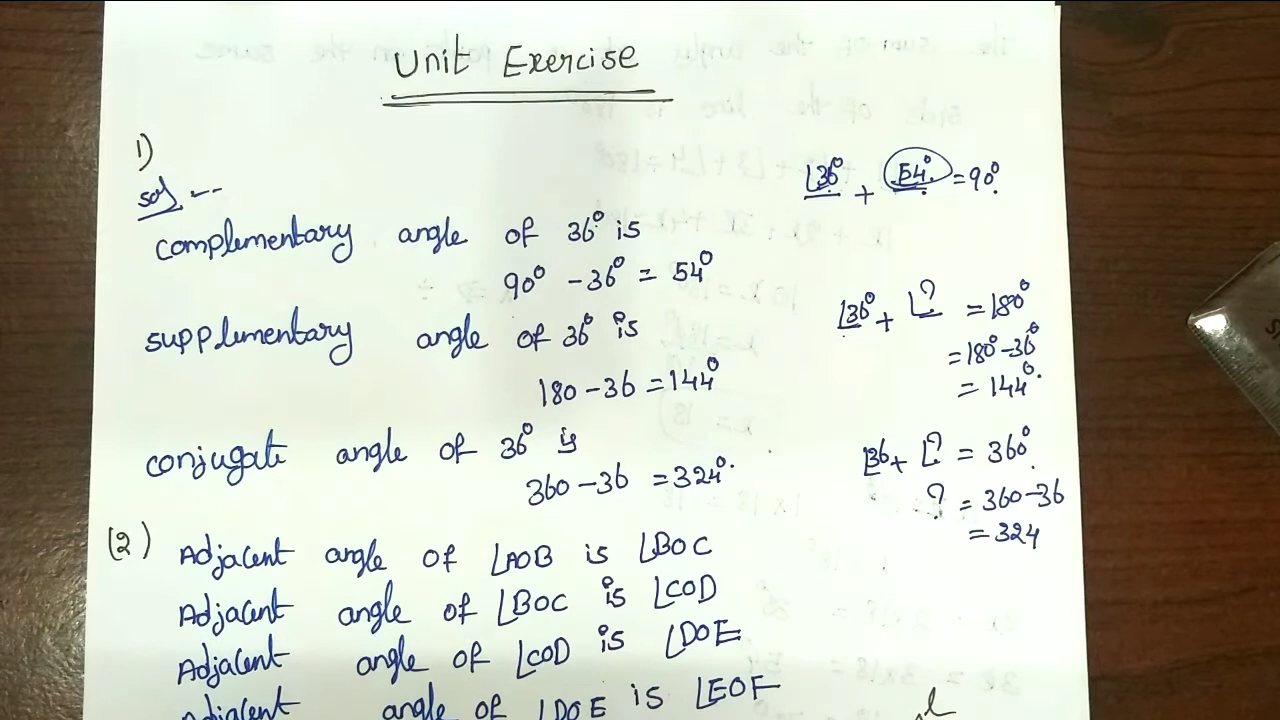 Unit Exercise
1)
sol
∠36° + 54° = 90°
complementary angle of 36° is
90° - 36° = 54°
supplementary angle of 36° is
∠36° + ∠? = 180°
= 180° - 36°
180 - 36 = 144°
= 144°.
conjugate angle of 36° is
∠36 + ∠? = 360°
360 - 36 = 324°.
? = 360-36
= 324
(2) Adjacent angle of ∠AOB is ∠BOC
Adjacent angle of ∠BOC is ∠COD
Adjacent angle of ∠COD is ∠DOE
Adjacent angle of ∠DOE is ∠EOF